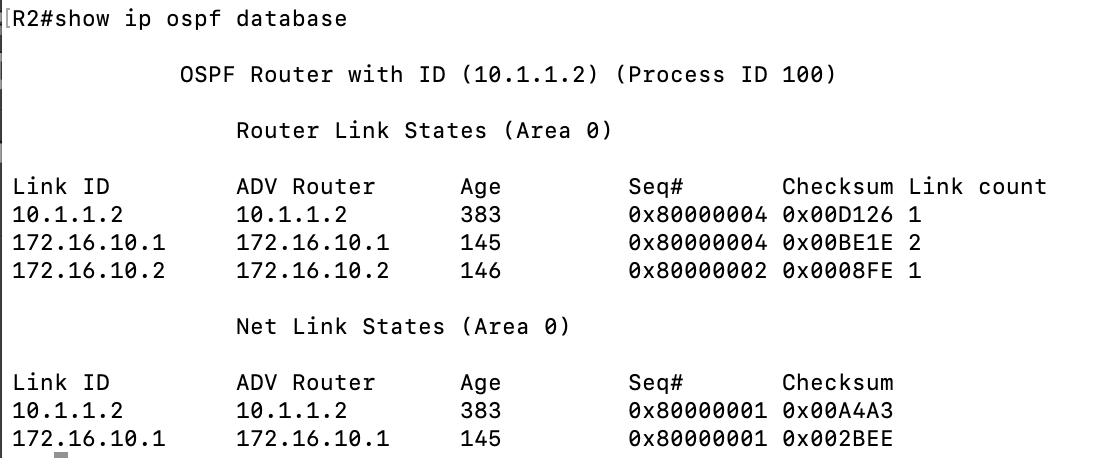 R2#show ip ospf database
OSPF Router with ID (10.1.1.2) (Process ID 100)
Router Link States (Area 0)
Link ID ADV Router Age Seq# Checksum Link count
10.1.1.2 10.1.1.2 383 0x80000004 0x00D126 1
172.16.10.1 172.16.10.1 145 0x80000004 0x00BE1E 2
172.16.10.2 172.16.10.2 146 0x80000002 0x0008FE 1
Net Link States (Area 0)
Link ID ADV Router Age Seq# Checksum
10.1.1.2 10.1.1.2 383 0x80000001 0x00A4A3
172.16.10.1 172.16.10.1 145 0x80000001 0x002BEE